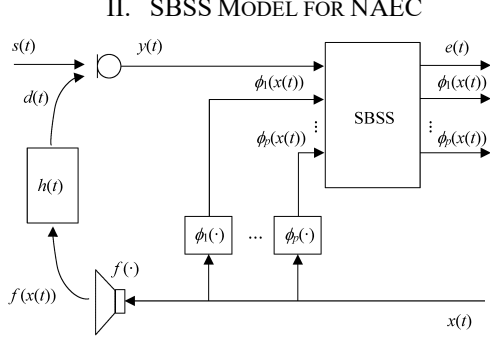 II. SBSS MODEL FOR NAEC
s(t)
y(t)
e(t)
d(t)
ϕ1(x(t))
ϕ1(x(t))
⋮
SBSS
⋮
ϕp(x(t))
ϕp(x(t))
h(t)
ϕ1(·)
...
ϕp(·)
f(·)
f(x(t))
x(t)